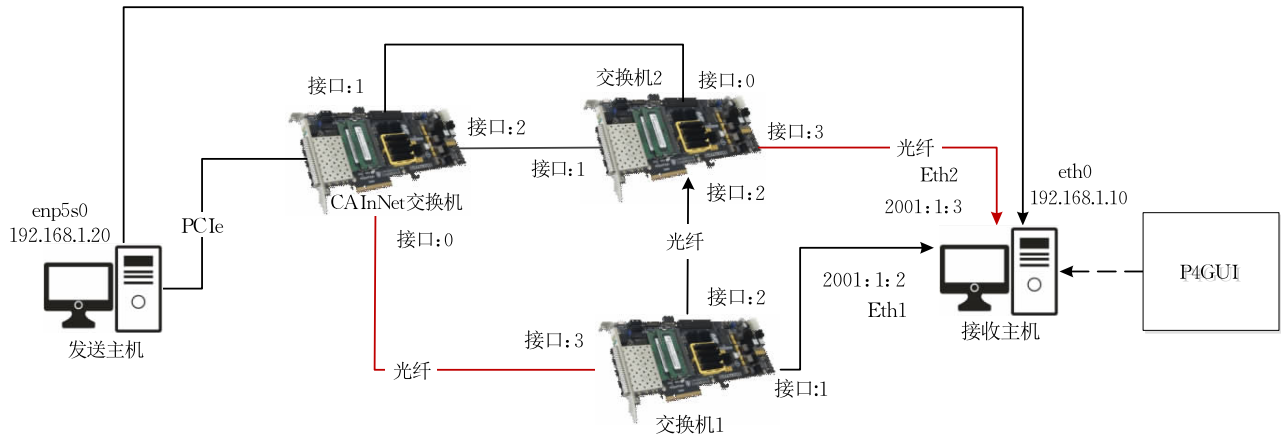 交换机2
接口:1
接口:0
接口:2
接口:3
光纤
接口:1
Eth2
eth0
192.168.1.10
CAInNet交换机
接口:2
2001:1:3
enp5s0
192.168.1.20
PCIe
接口:0
光纤
P4GUI
2001:1:2
Eth1
接口:2
接收主机
接口:3
发送主机
光纤
接口:1
交换机1